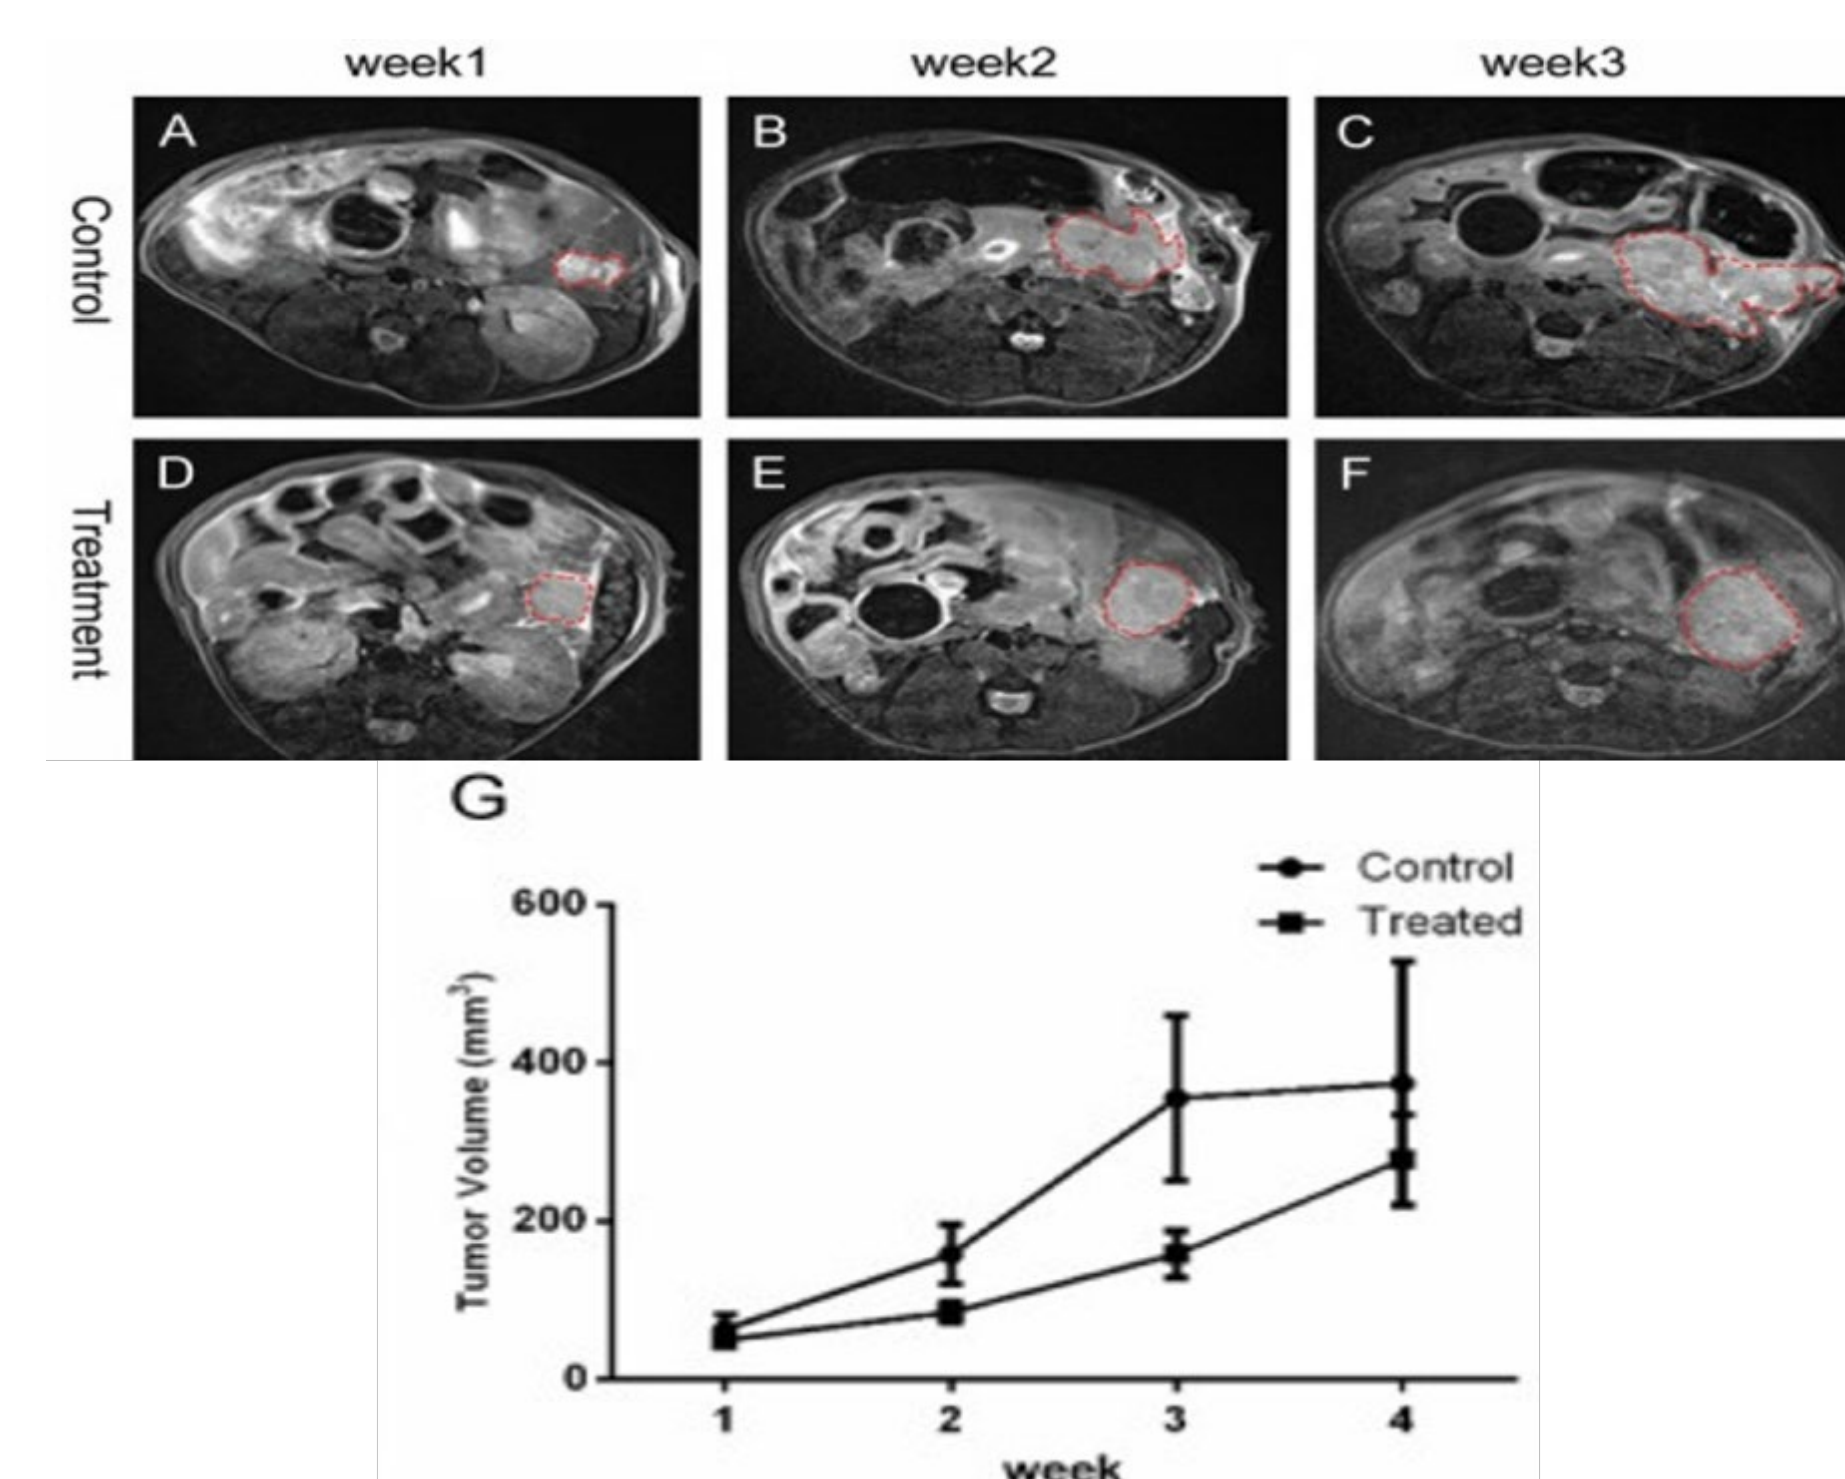 week1 week2 week3
Control
A B C
Treatment
D E F
G
Control
Treated
Tumor Volume (mm³)
600
400
200
0
1 2 3 4
week